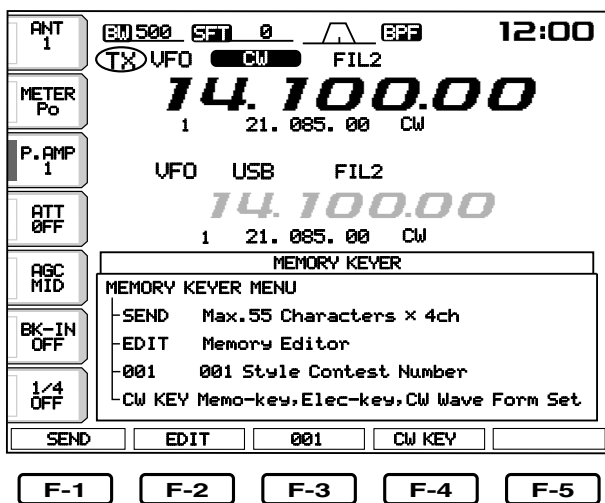 ANT
1
BW 500 SFT 0 BPF 12:00
TX VFO CW FIL2
METER
Po
14.100.00
1 21.085.00 CW
P.AMP
1
VFO USB FIL2
ATT
OFF
14.100.00
1 21.085.00 CW
AGC
MID
MEMORY KEYER
MEMORY KEYER MENU
SEND Max.55 Characters × 4ch
BK-IN
OFF
EDIT Memory Editor
001 001 Style Contest Number
1/4
OFF
CW KEY Memo-key,Elec-key,CW Wave Form Set
SEND EDIT 001 CW KEY
F-1 F-2 F-3 F-4 F-5